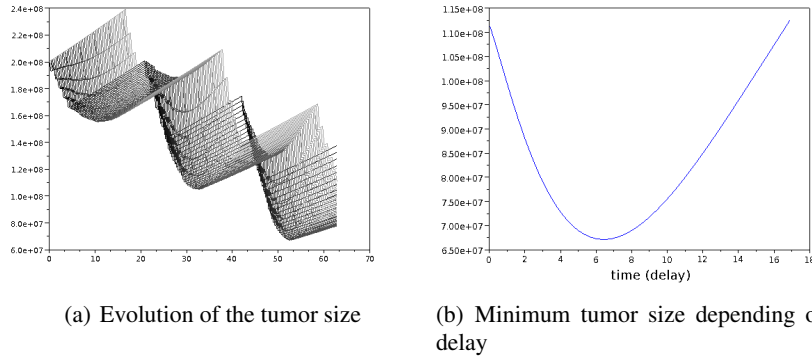 2.4e+08
2.2e+08
2.0e+08
1.8e+08
1.6e+08
1.4e+08
1.2e+08
1.0e+08
8.0e+07
6.0e+07
0 10 20 30 40 50 60 70
(a) Evolution of the tumor size
1.15e+08
1.10e+08
1.05e+08
1.00e+08
9.50e+07
9.00e+07
8.50e+07
8.00e+07
7.50e+07
7.00e+07
6.50e+07
0 2 4 6 8 10 12 14 16 18
time (delay)
(b) Minimum tumor size depending o
delay